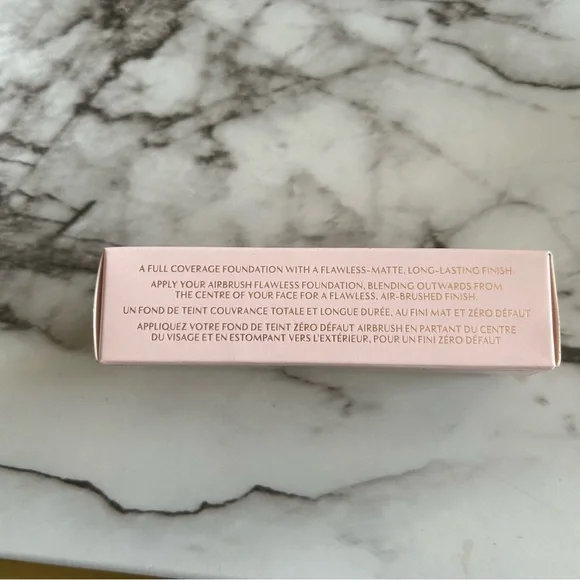 A FULL COVERAGE FOUNDATION WITH A FLAWLESS-MATTE, LONG-LASTING FINISH
APPLY YOUR AIRBRUSH FLAWLESS FOUNDATION, BLENDING OUTWARDS FROM
THE CENTRE OF YOUR FACE FOR A FLAWLESS, AIR-BRUSHED FINISH.
UN FOND DE TEINT COUVRANCE TOTALE ET LONGUE DURÉE, AU FINI MAT ET ZÉRO DÉFAUT
APPLIQUEZ VOTRE FOND DE TEINT ZÉRO DÉFAUT AIRBRUSH EN PARTANT DU CENTRE
DU VISAGE ET EN ESTOMPANT VERS L'EXTÉRIEUR, POUR UN FINI ZÉRO DÉFAUT